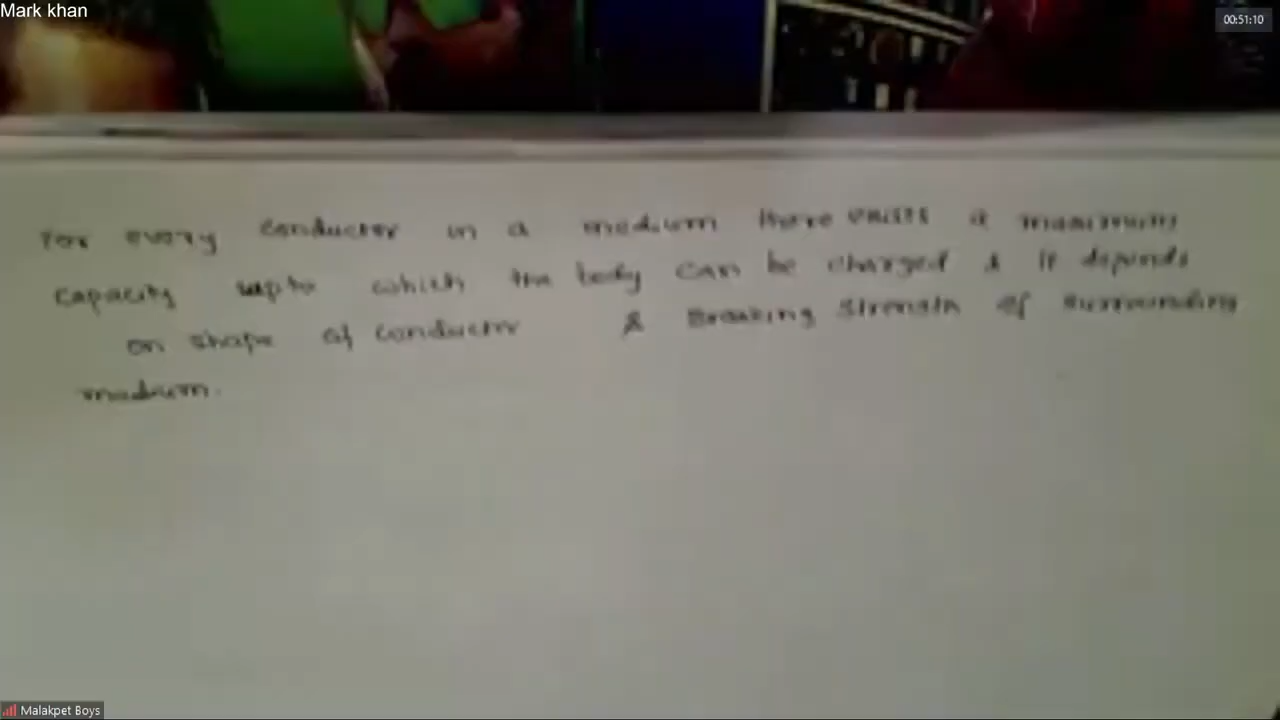 Mark khan
00:51:10
For every conductor in a medium there exists a maximum
capacity upto which the body can be charged & it depends
on shape of conductor & Breaking strength of surrounding
medium.
Malakpet Boys